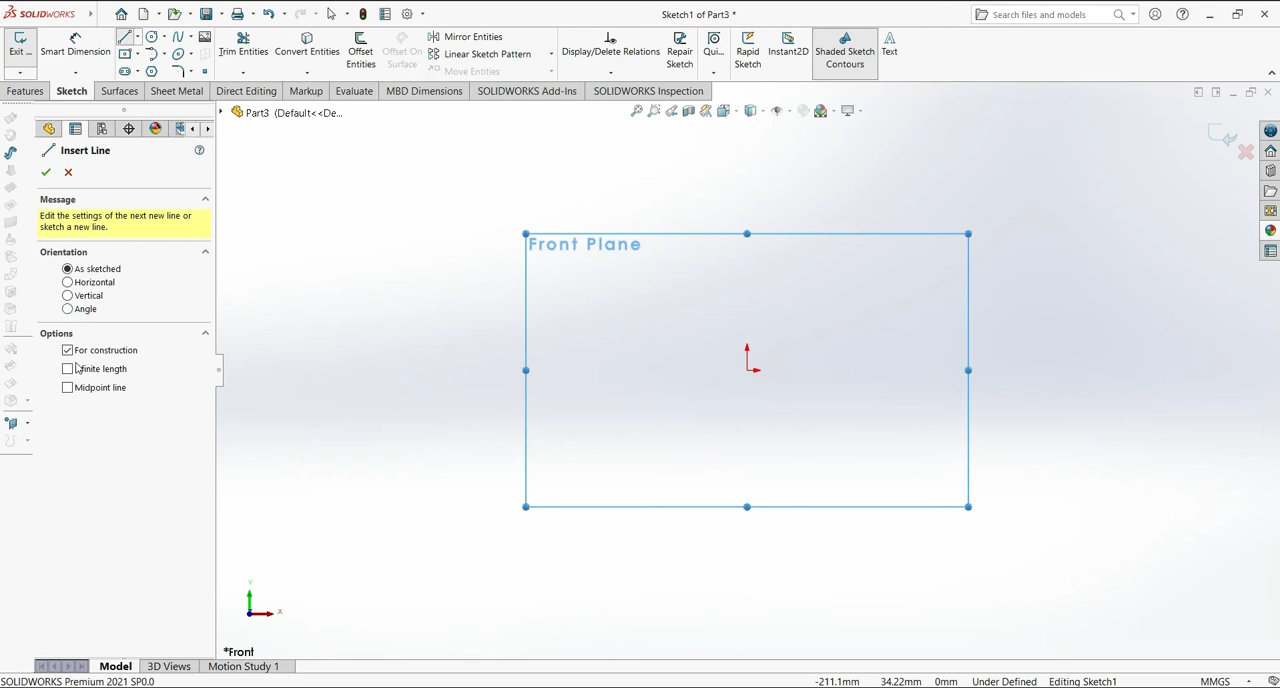 SOLIDWORKS
Sketch1 of Part3 *
Search files and models
Exit ...
Smart Dimension
Trim Entities
Convert Entities
Offset Entities
Offset On Surface
Mirror Entities
Linear Sketch Pattern
Move Entities
Display/Delete Relations
Repair Sketch
Qui...
Rapid Sketch
Instant2D
Shaded Sketch Contours
Text
Features
Sketch
Surfaces
Sheet Metal
Direct Editing
Markup
Evaluate
MBD Dimensions
SOLIDWORKS Add-Ins
SOLIDWORKS Inspection
Part3 (Default<<De...
Insert Line
Message
Edit the settings of the next new line or
sketch a new line.
Orientation
As sketched
Horizontal
Vertical
Angle
Options
For construction
length
Midpoint line
Front Plane
Y
X
*Front
Model
3D Views
Motion Study 1
SOLIDWORKS Premium 2021 SP0.0
-211.1mm
34.22mm
0mm
Under Defined
Editing Sketch1
MMGS